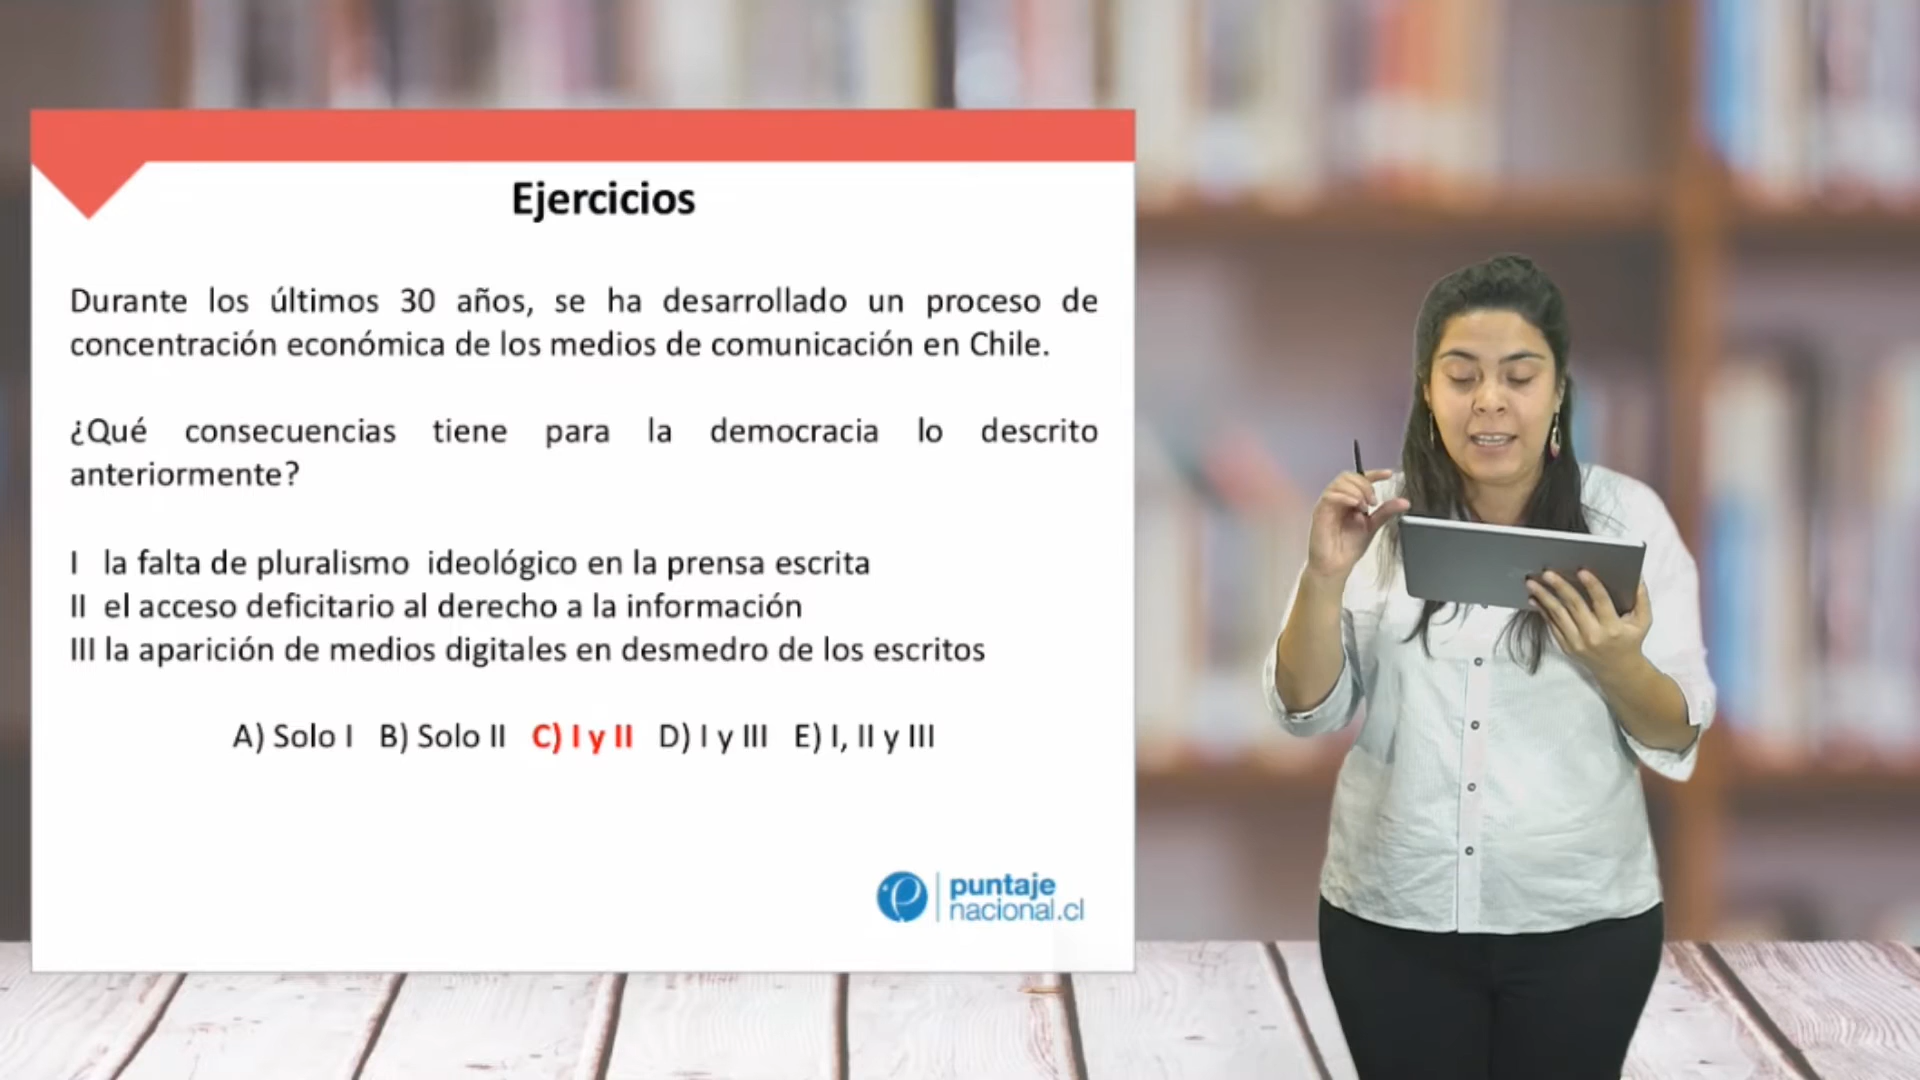 Ejercicios
Durante los últimos 30 años, se ha desarrollado un proceso de
concentración económica de los medios de comunicación en Chile.
¿Qué consecuencias tiene para la democracia lo descrito
anteriormente?
I la falta de pluralismo ideológico en la prensa escrita
II el acceso deficitario al derecho a la información
III la aparición de medios digitales en desmedro de los escritos
A) Solo I B) Solo II C) I y II D) I y III E) I, II y III
puntaje
nacional.cl